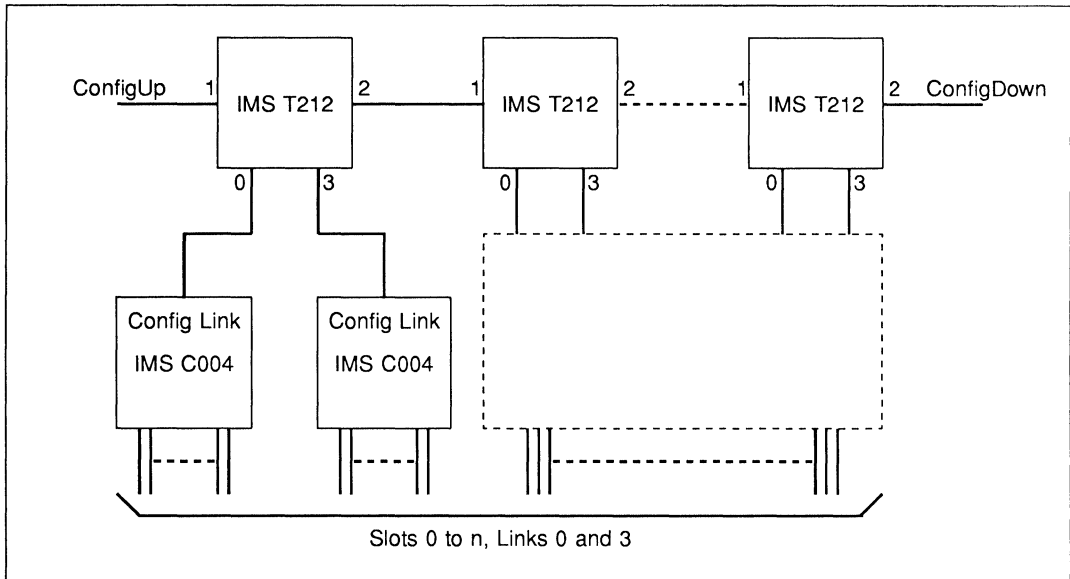 ConfigUp 1 IMS T212 2 1 IMS T212 2 1 IMS T212 2 ConfigDown
0 3 0 3 0 3
Config Link Config Link
IMS C004 IMS C004
Slots 0 to n, Links 0 and 3